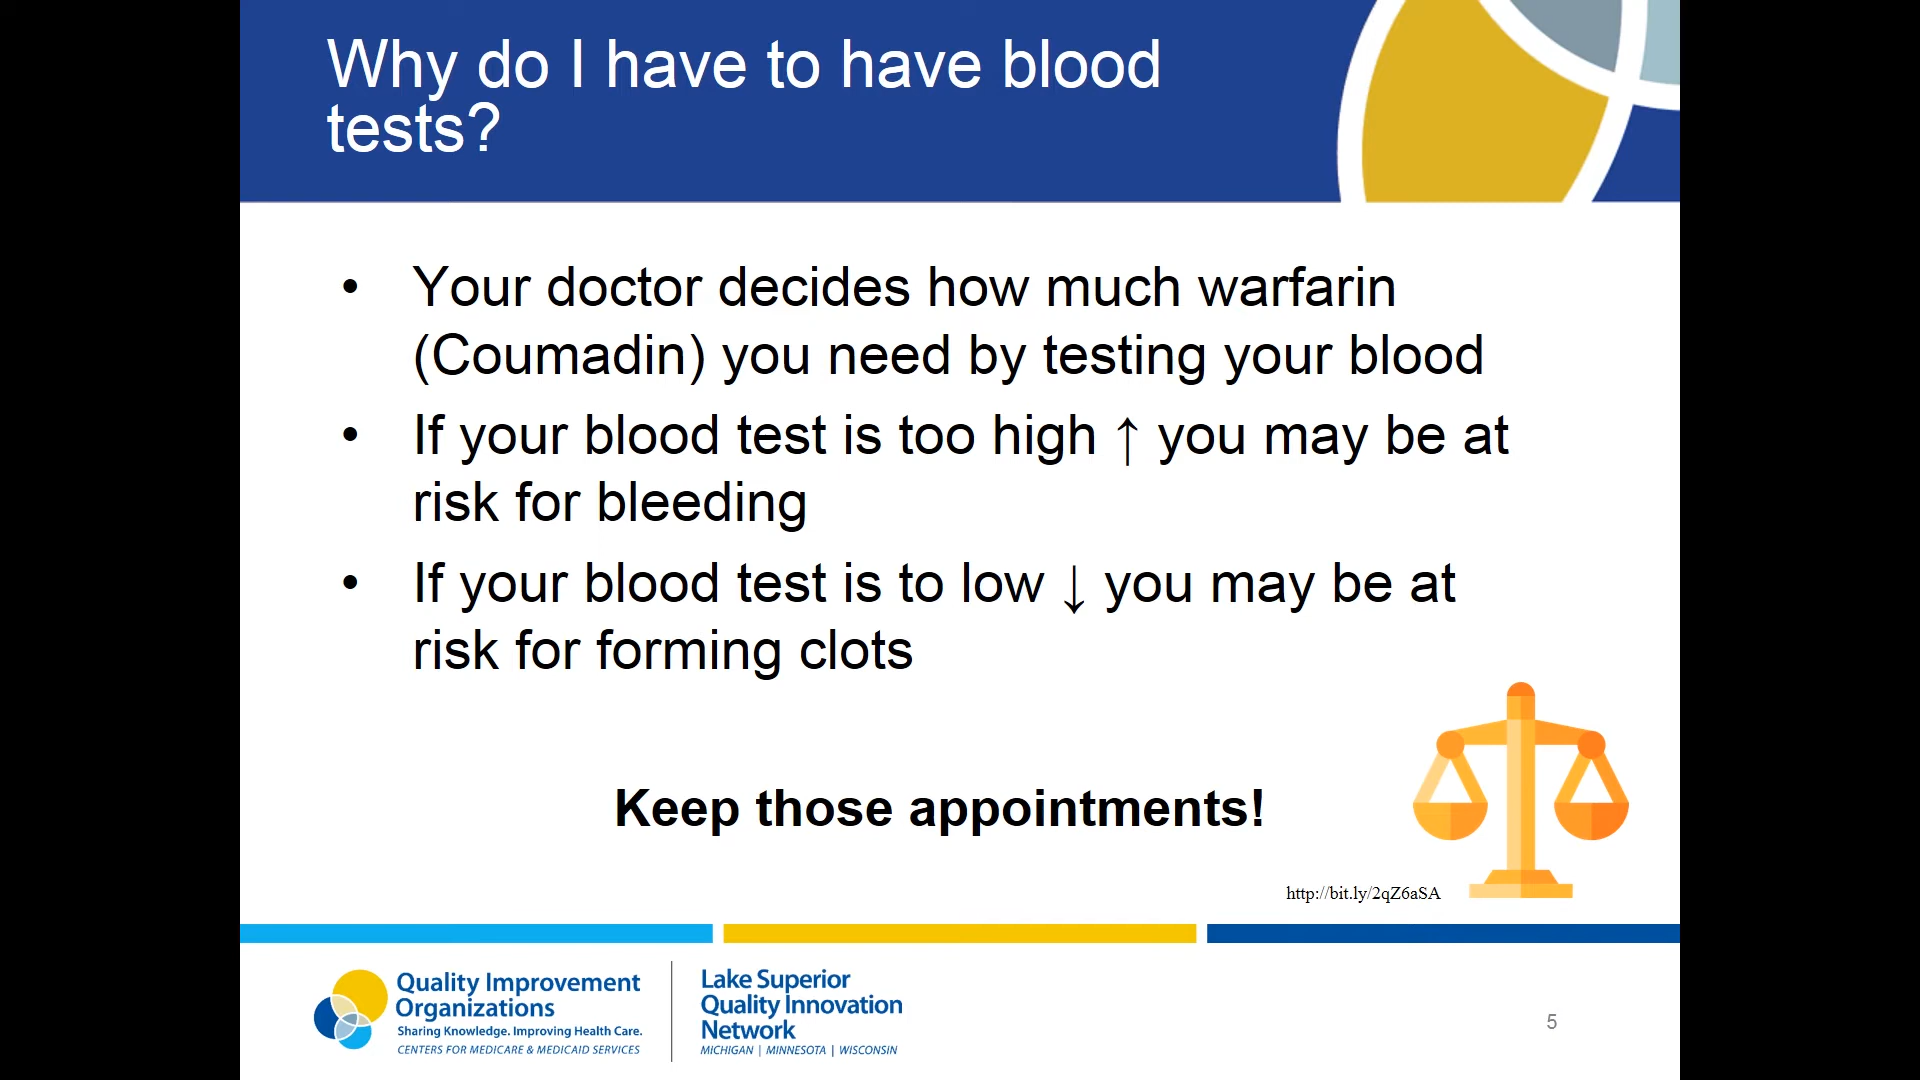 Why do I have to have blood
tests?
• Your doctor decides how much warfarin
(Coumadin) you need by testing your blood
• If your blood test is too high ↑ you may be at
risk for bleeding
• If your blood test is to low ↓ you may be at
risk for forming clots
Keep those appointments!
http://bit.ly/2qZ6aSA
Quality Improvement
Organizations
Sharing Knowledge. Improving Health Care.
CENTERS FOR MEDICARE & MEDICAID SERVICES
Lake Superior
Quality Innovation
Network
MICHIGAN | MINNESOTA | WISCONSIN
5